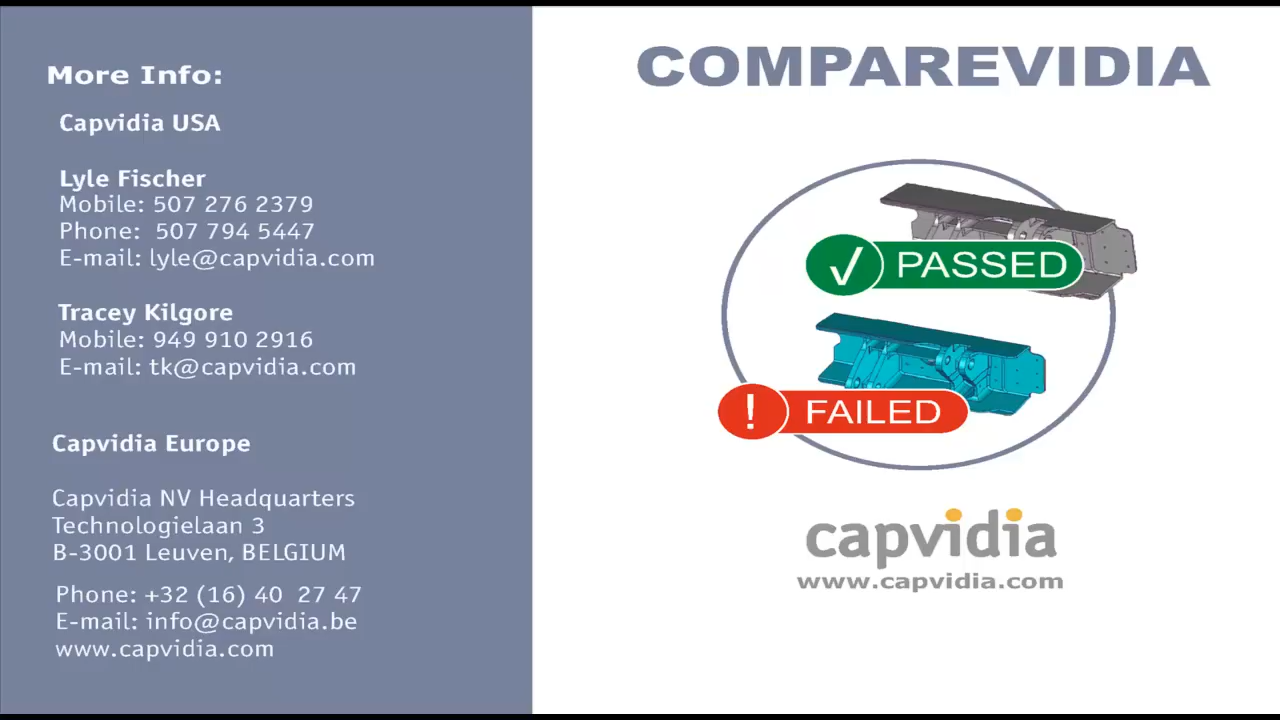 More Info:
Capvidia USA
Lyle Fischer
Mobile: 507 276 2379
Phone: 507 794 5447
E-mail: lyle@capvidia.com
Tracey Kilgore
Mobile: 949 910 2916
E-mail: tk@capvidia.com
Capvidia Europe
Capvidia NV Headquarters
Technologielaan 3
B-3001 Leuven, BELGIUM
Phone: +32 (16) 40 27 47
E-mail: info@capvidia.be
www.capvidia.com
COMPAREVIDIA
√ PASSED
! FAILED
capvidia
www.capvidia.com